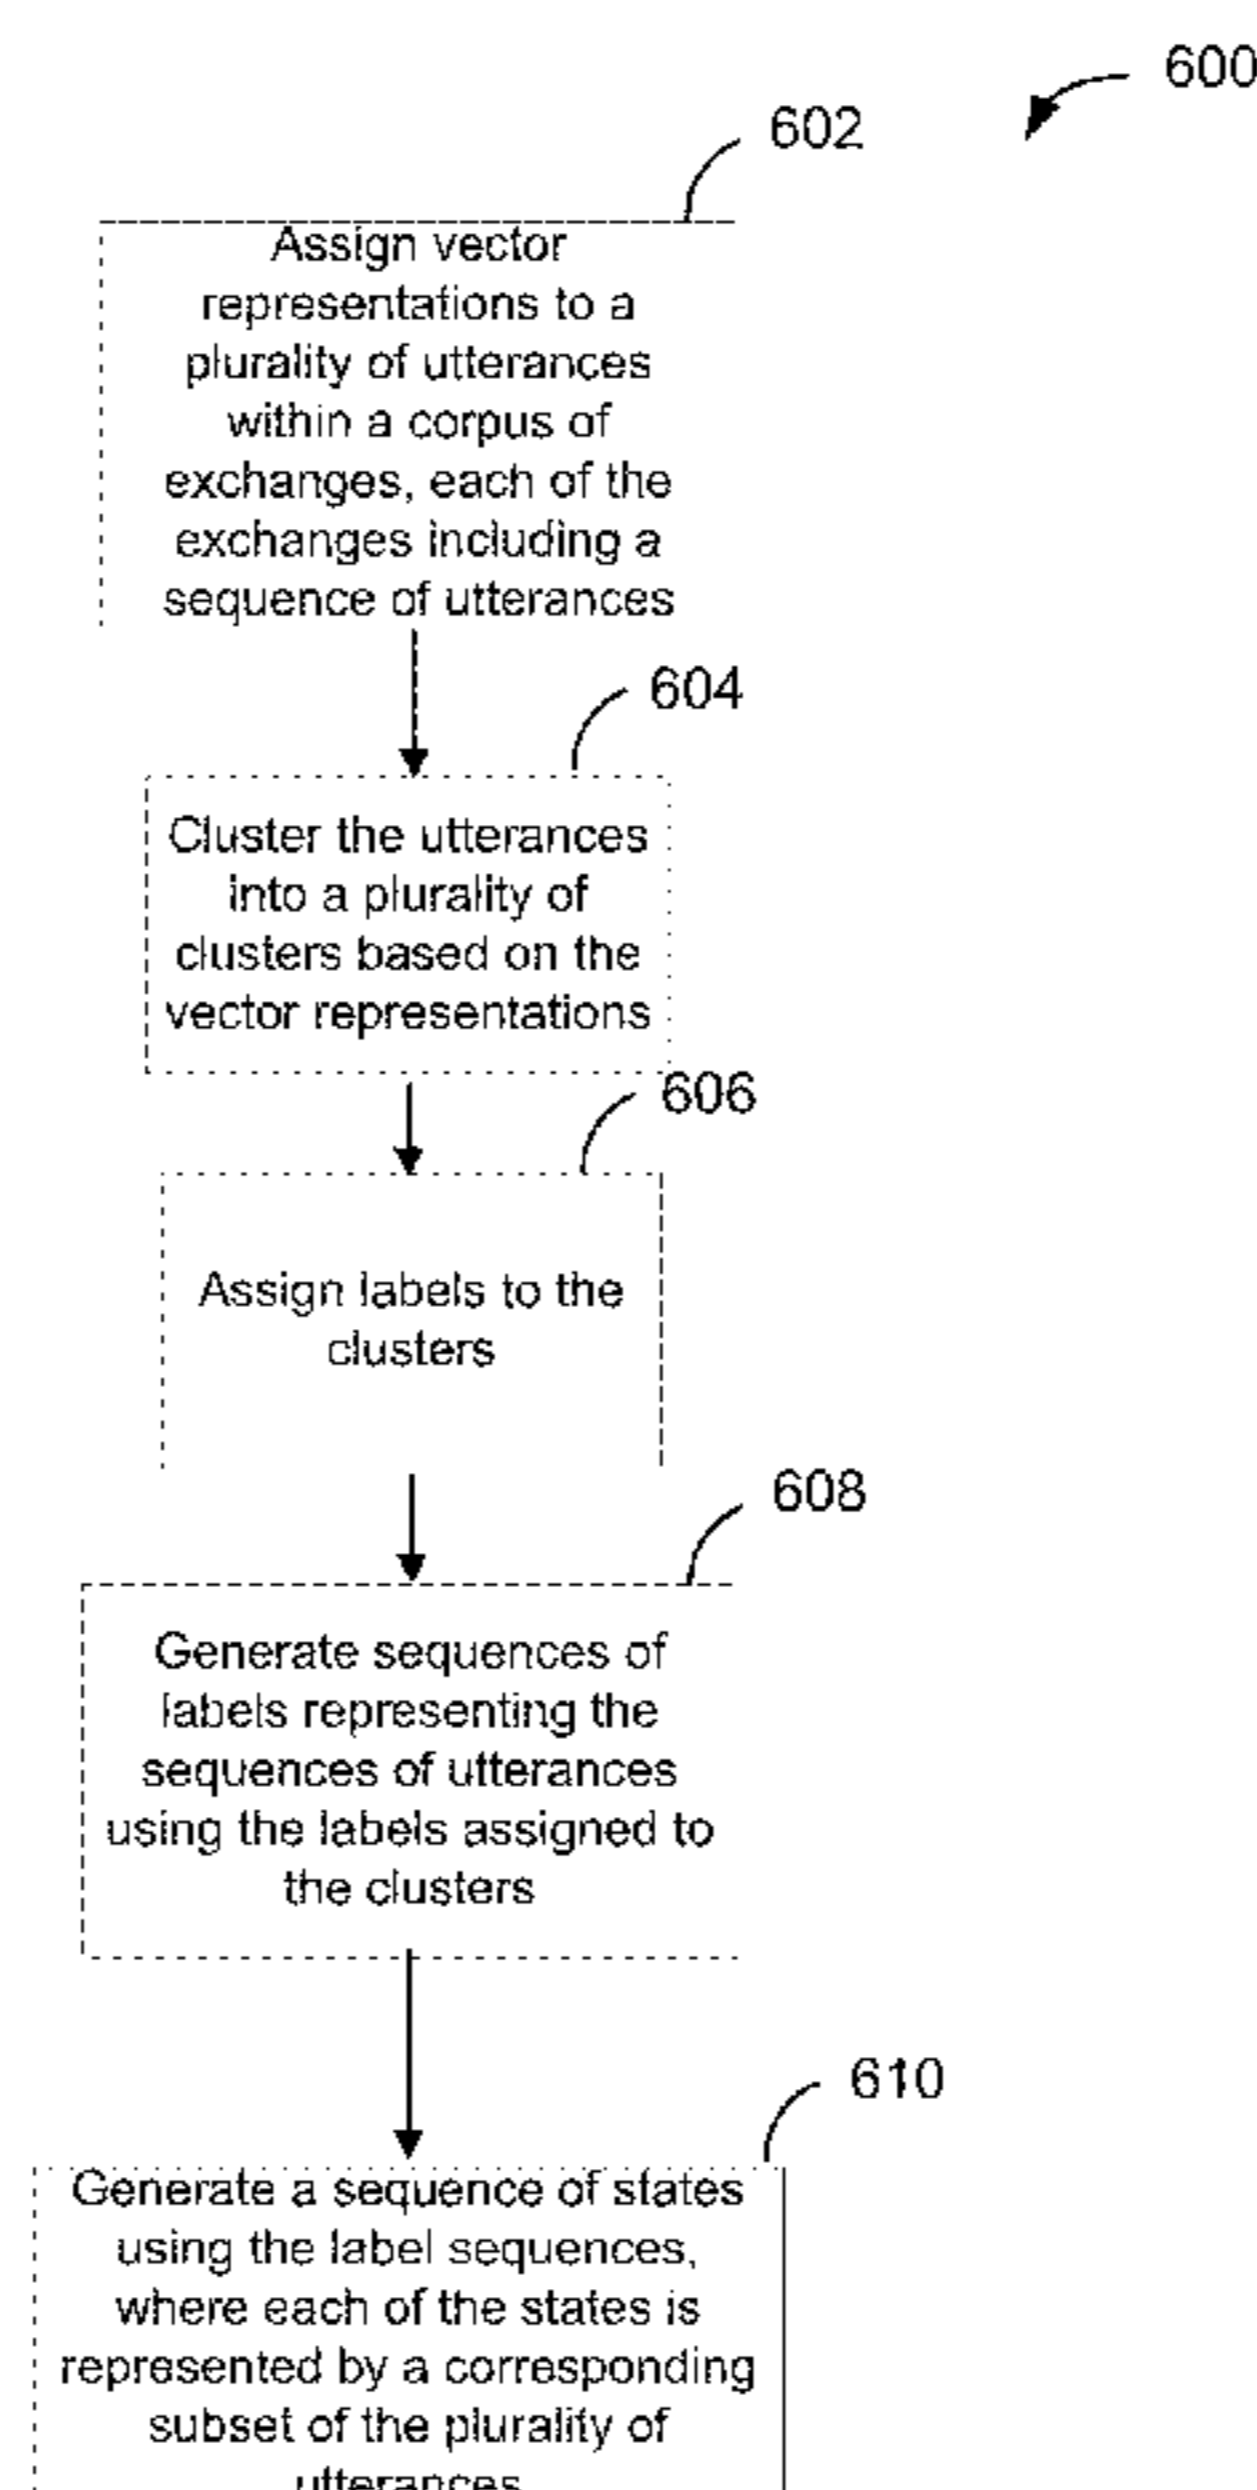 600
602
Assign vector
representations to a
plurality of utterances
within a corpus of
exchanges, each of the
exchanges including a
sequence of utterances
604
Cluster the utterances
into a plurality of
clusters based on the
vector representations
606
Assign labels to the
clusters
608
Generate sequences of
labels representing the
sequences of utterances
using the labels assigned to
the clusters
610
Generate a sequence of states
using the label sequences,
where each of the states is
represented by a corresponding
subset of the plurality of
utterances